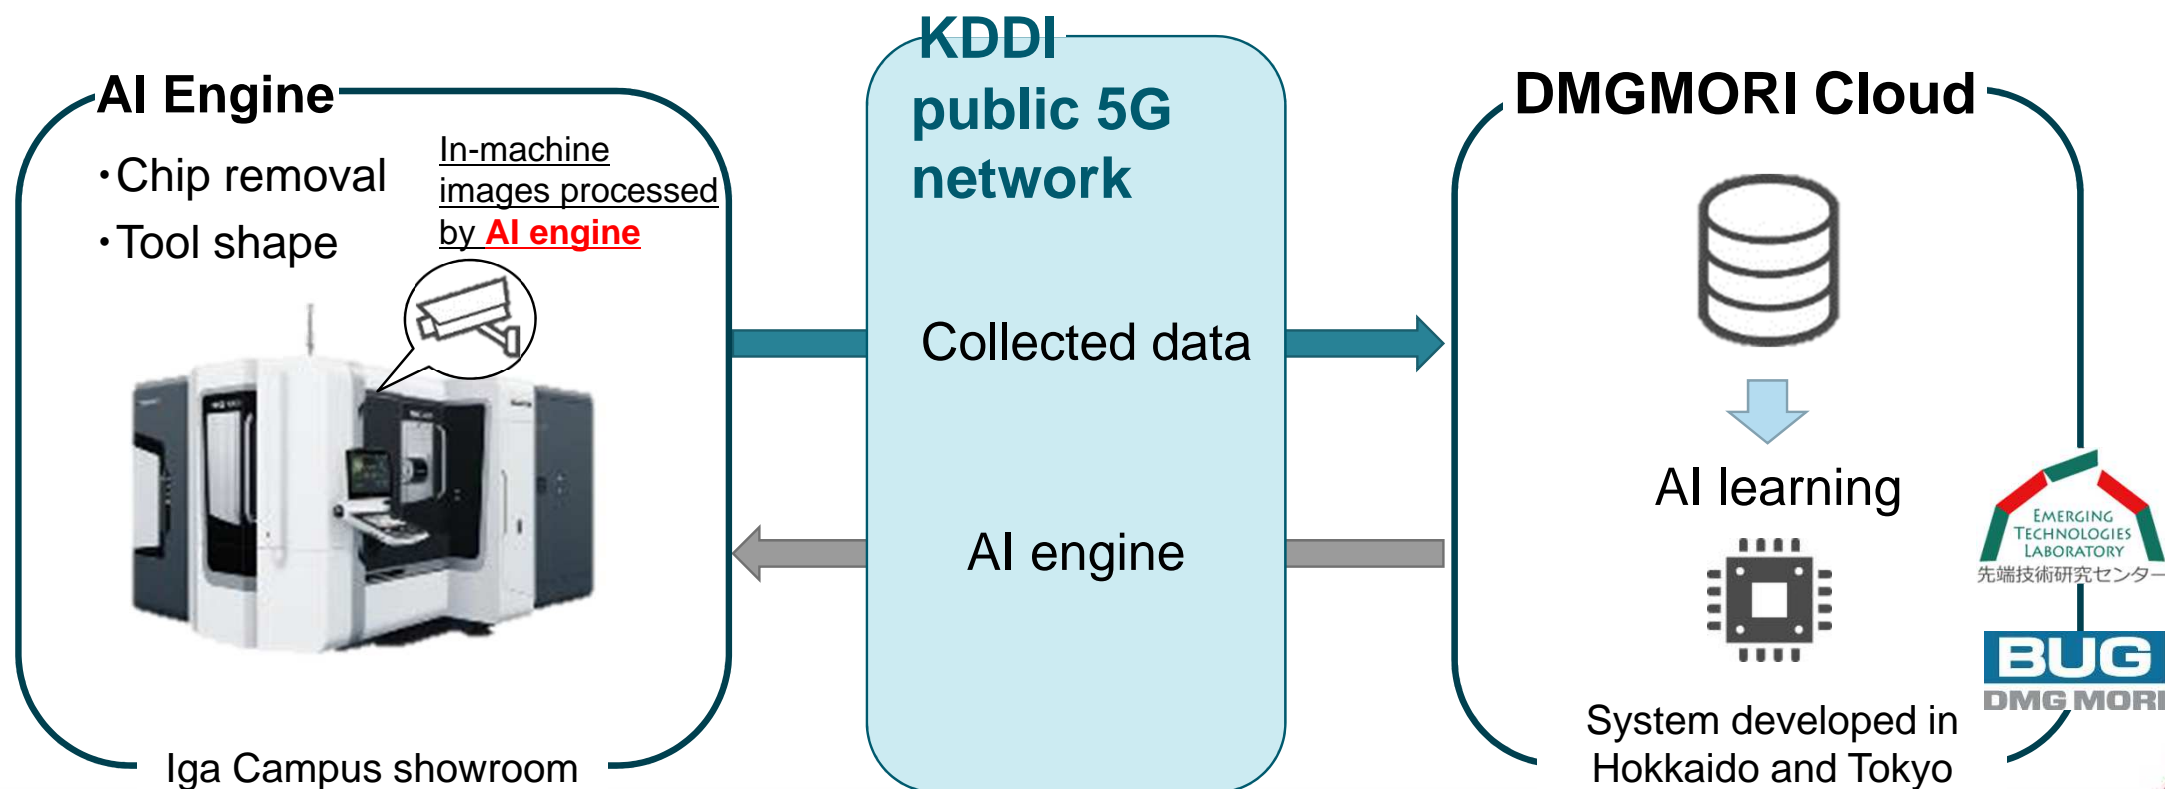 AI Engine
・Chip removal
・Tool shape
In-machine
images processed
by AI engine
Iga Campus showroom
KDDI
public 5G
network
Collected data
AI engine
DMGMORI Cloud
AI learning
System developed in
Hokkaido and Tokyo
EMERGING
TECHNOLOGIES
LABORATORY
先端技術研究センター
BUG
DMG MORI